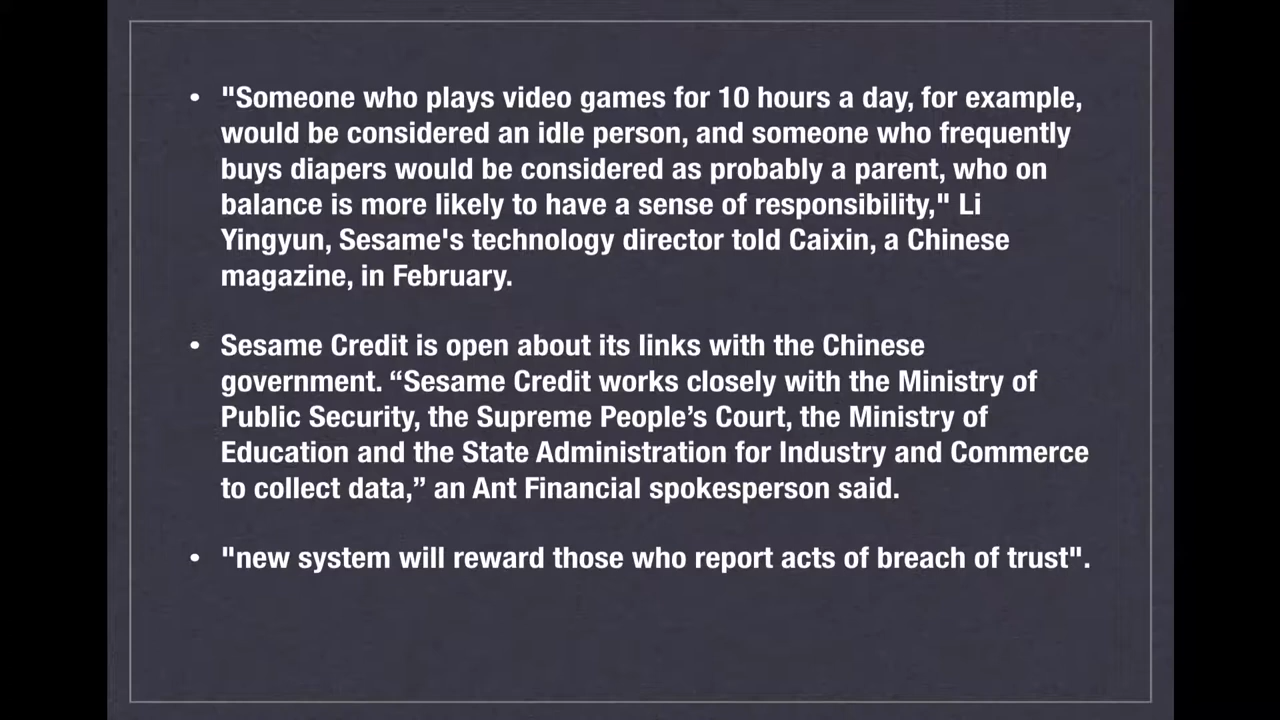 • "Someone who plays video games for 10 hours a day, for example,
would be considered an idle person, and someone who frequently
buys diapers would be considered as probably a parent, who on
balance is more likely to have a sense of responsibility," Li
Yingyun, Sesame's technology director told Caixin, a Chinese
magazine, in February.
• Sesame Credit is open about its links with the Chinese
government. “Sesame Credit works closely with the Ministry of
Public Security, the Supreme People’s Court, the Ministry of
Education and the State Administration for Industry and Commerce
to collect data,” an Ant Financial spokesperson said.
• "new system will reward those who report acts of breach of trust".